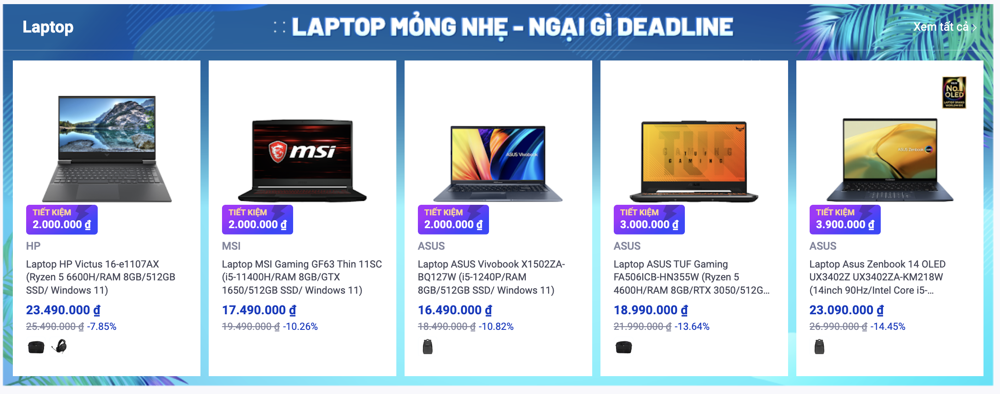 Laptop
LAPTOP MỎNG NHẸ - NGẠI GÌ DEADLINE
Xem tất cả >
TIẾT KIỆM
2.000.000 ₫
HP
Laptop HP Victus 16-e1107AX
(Ryzen 5 6600H/RAM 8GB/512GB
SSD/ Windows 11)
23.490.000 ₫
25.490.000 ₫ -7.85%
msi
TIẾT KIỆM
2.000.000 ₫
MSI
Laptop MSI Gaming GF63 Thin 11SC
(i5-11400H/RAM 8GB/GTX
1650/512GB SSD/ Windows 11)
17.490.000 ₫
19.490.000 ₫ -10.26%
ASUS Vivobook
TIẾT KIỆM
2.000.000 ₫
ASUS
Laptop ASUS Vivobook X1502ZA-
BQ127W (i5-1240P/RAM
8GB/512GB SSD/ Windows 11)
16.490.000 ₫
18.490.000 ₫ -10.82%
TUF
GAMING
TUF
GAMING
TIẾT KIỆM
3.000.000 ₫
ASUS
Laptop ASUS TUF Gaming
FA506ICB-HN355W (Ryzen 5
4600H/RAM 8GB/RTX 3050/512G...
18.990.000 ₫
21.990.000 ₫ -13.64%
ASUS
No.1
OLED
LAPTOP BRAND
WORLDWIDE
ASUS Zenbook
TIẾT KIỆM
3.900.000 ₫
ASUS
Laptop Asus Zenbook 14 OLED
UX3402Z UX3402ZA-KM218W
(14inch 90Hz/Intel Core i5-...
23.090.000 ₫
26.990.000 ₫ -14.45%